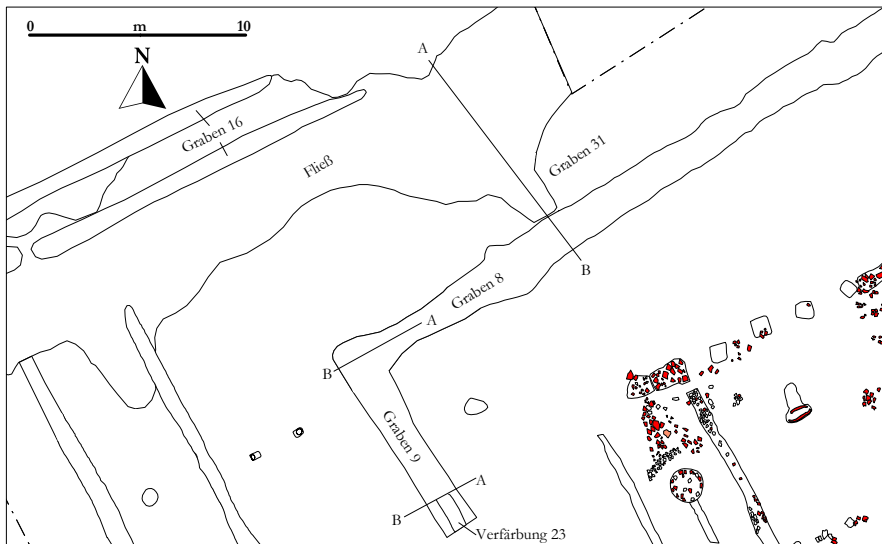 0 m 10
N
A
Graben 16
Graben 31
Fließ
B
Graben 8
A
B
Graben 9
A
B
Verfärbung 23